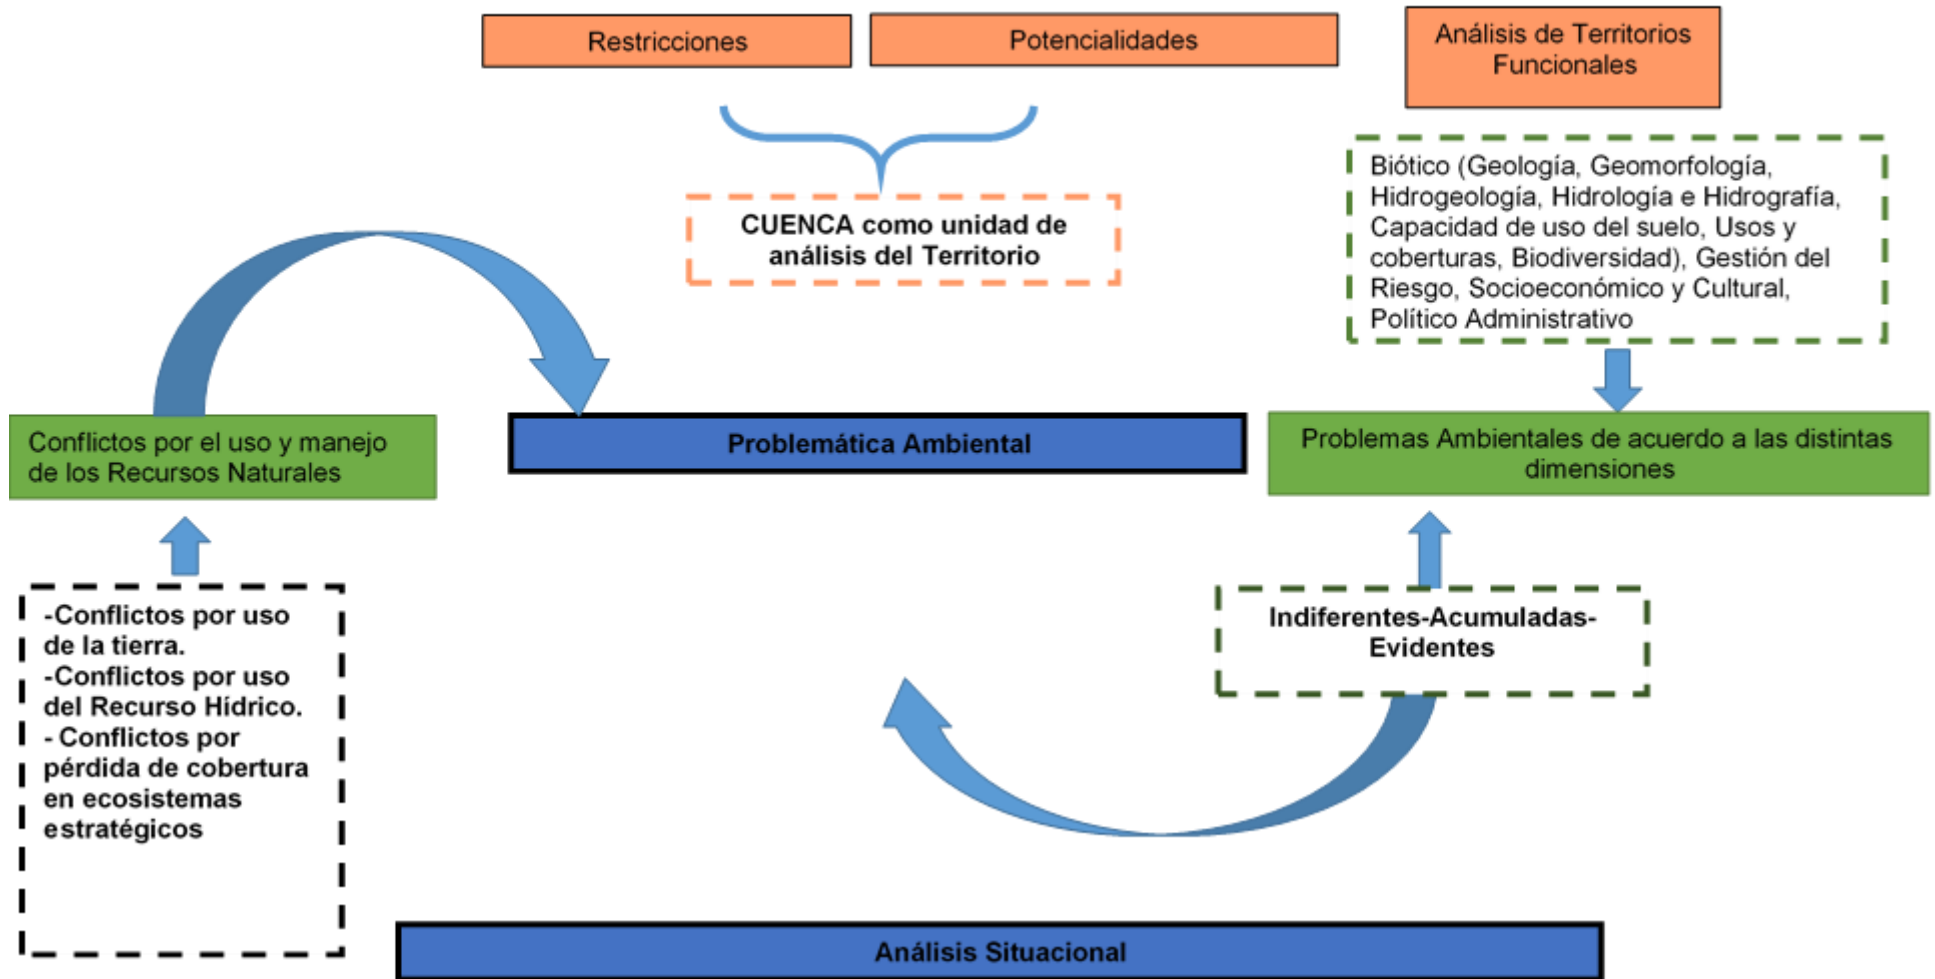 Restricciones
Potencialidades
Análisis de Territorios
Funcionales
Biótico (Geología, Geomorfología,
Hidrogeología, Hidrología e Hidrografía,
Capacidad de uso del suelo, Usos y
coberturas, Biodiversidad), Gestión del
Riesgo, Socioeconómico y Cultural,
Político Administrativo
CUENCA como unidad de
análisis del Territorio
Conflictos por el uso y manejo
de los Recursos Naturales
Problemática Ambiental
Problemas Ambientales de acuerdo a las distintas
dimensiones
-Conflictos por uso
de la tierra.
-Conflictos por uso
del Recurso Hídrico.
- Conflictos por
pérdida de cobertura
en ecosistemas
estratégicos
Indiferentes-Acumuladas-
Evidentes
Análisis Situacional